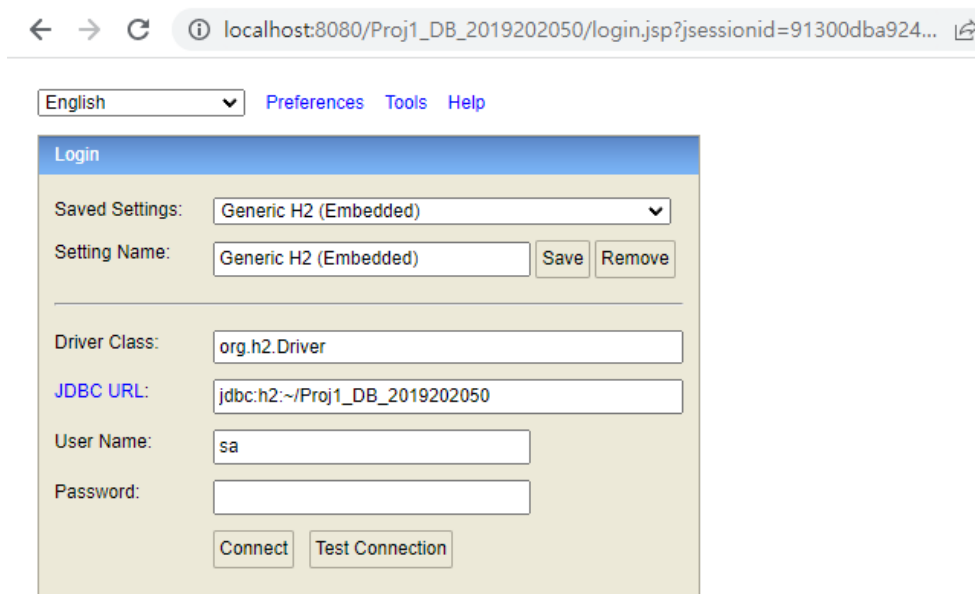 localhost:8080/Proj1_DB_2019202050/login.jsp?jsessionid=91300dba924...
English Preferences Tools Help
Login
Saved Settings: Generic H2 (Embedded)
Setting Name: Generic H2 (Embedded) Save Remove
Driver Class: org.h2.Driver
JDBC URL: jdbc:h2:~/Proj1_DB_2019202050
User Name: sa
Password:
Connect Test Connection